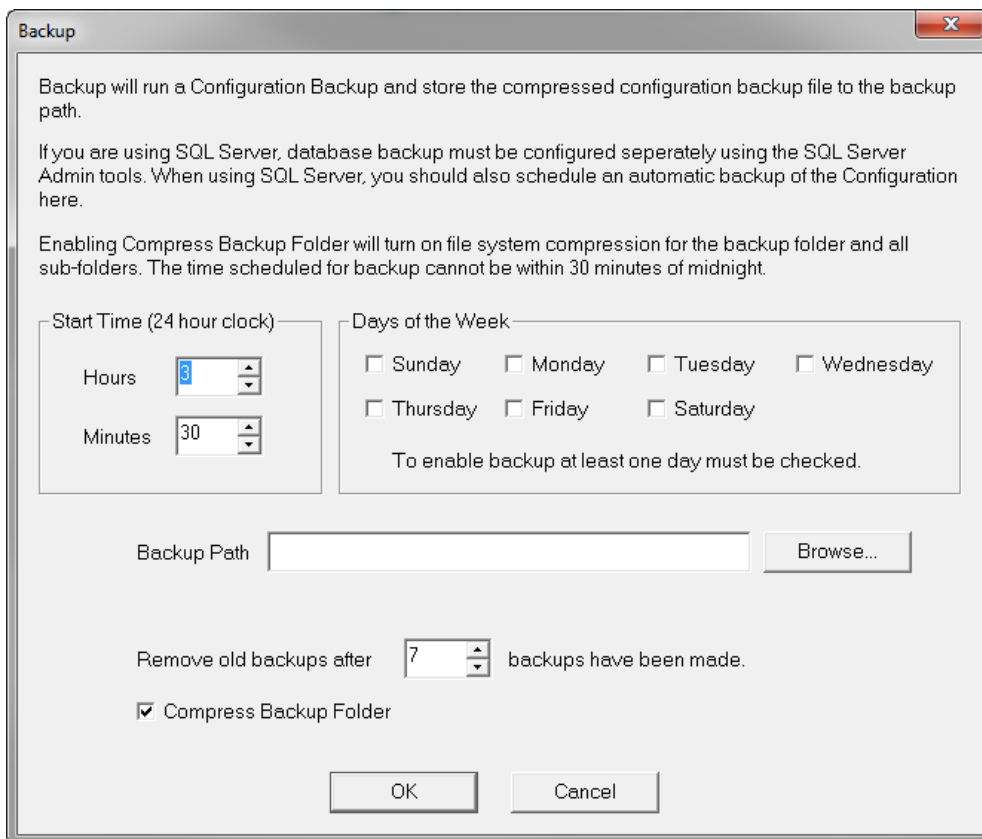 Backup
Backup will run a Configuration Backup and store the compressed configuration backup file to the backup
path.
If you are using SQL Server, database backup must be configured seperately using the SQL Server
Admin tools. When using SQL Server, you should also schedule an automatic backup of the Configuration
here.
Enabling Compress Backup Folder will turn on file system compression for the backup folder and all
sub-folders. The time scheduled for backup cannot be within 30 minutes of midnight.
Start Time (24 hour clock)
Hours 3
Minutes 30
Days of the Week
Sunday Monday Tuesday Wednesday
Thursday Friday Saturday
To enable backup at least one day must be checked.
Backup Path Browse...
Remove old backups after 7 backups have been made.
Compress Backup Folder
OK Cancel